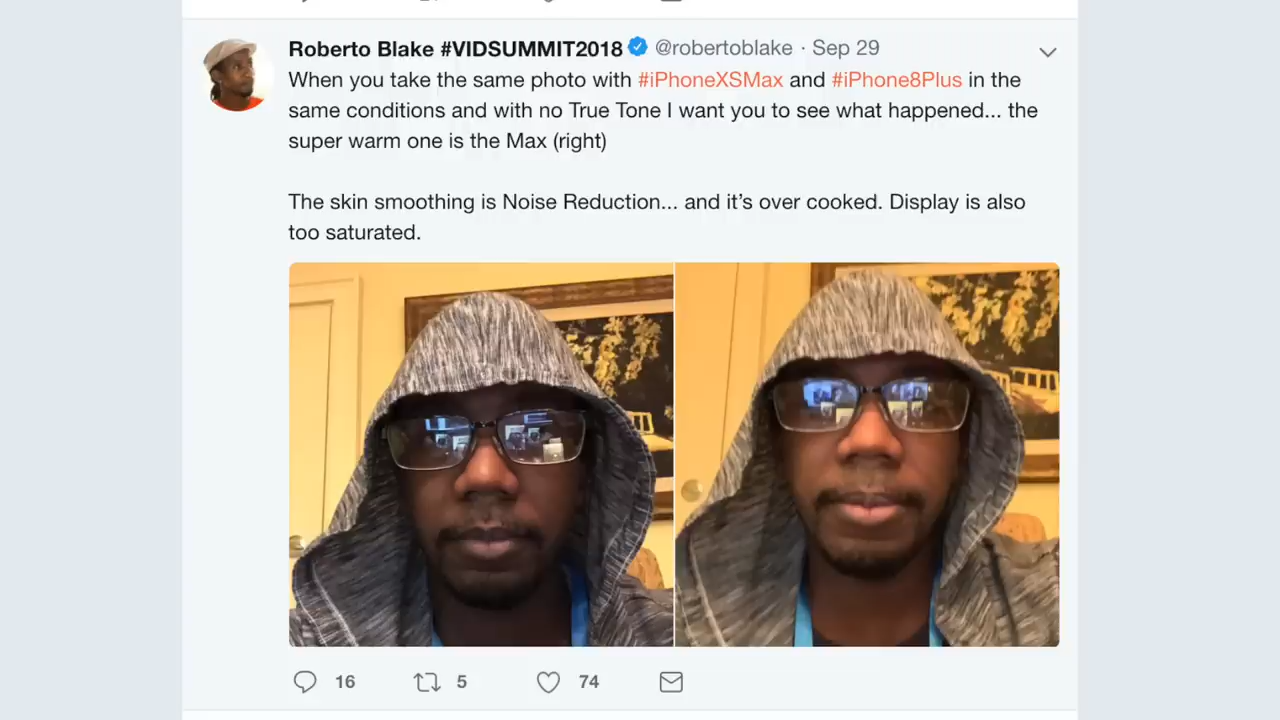 Roberto Blake #VIDSUMMIT2018 @robertoblake · Sep 29
When you take the same photo with #iPhoneXSMax and #iPhone8Plus in the
same conditions and with no True Tone I want you to see what happened... the
super warm one is the Max (right)
The skin smoothing is Noise Reduction... and it’s over cooked. Display is also
too saturated.
16 5 74